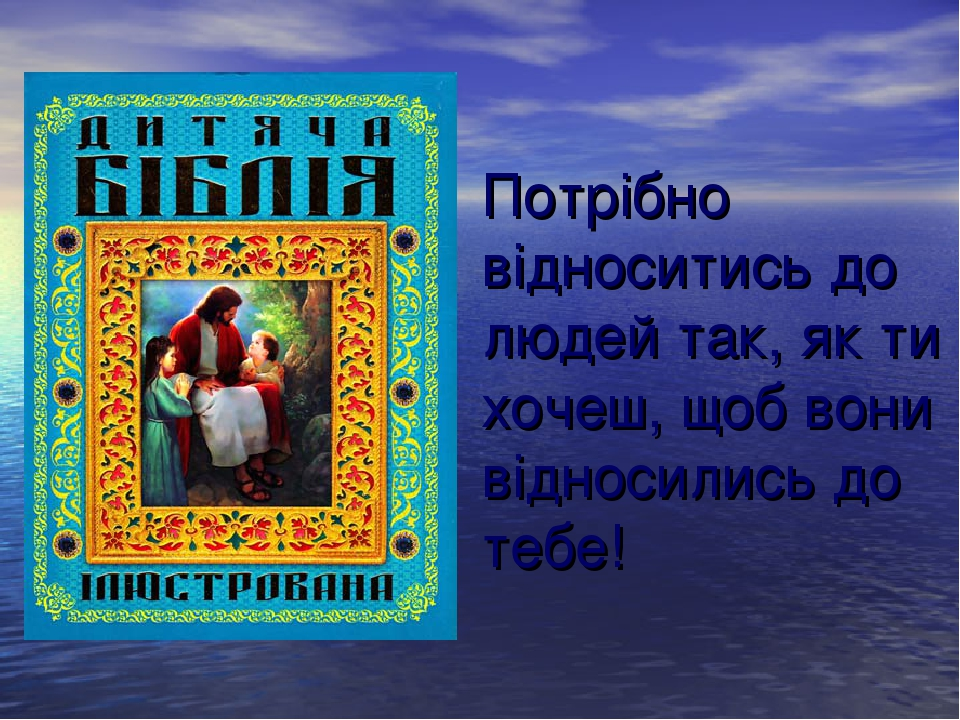 ДИТЯЧА
БІБЛІЯ
ІЛЮСТРОВАНА
Потрібно
відноситись до
людей так, як ти
хочеш, щоб вони
відносились до
тебе!